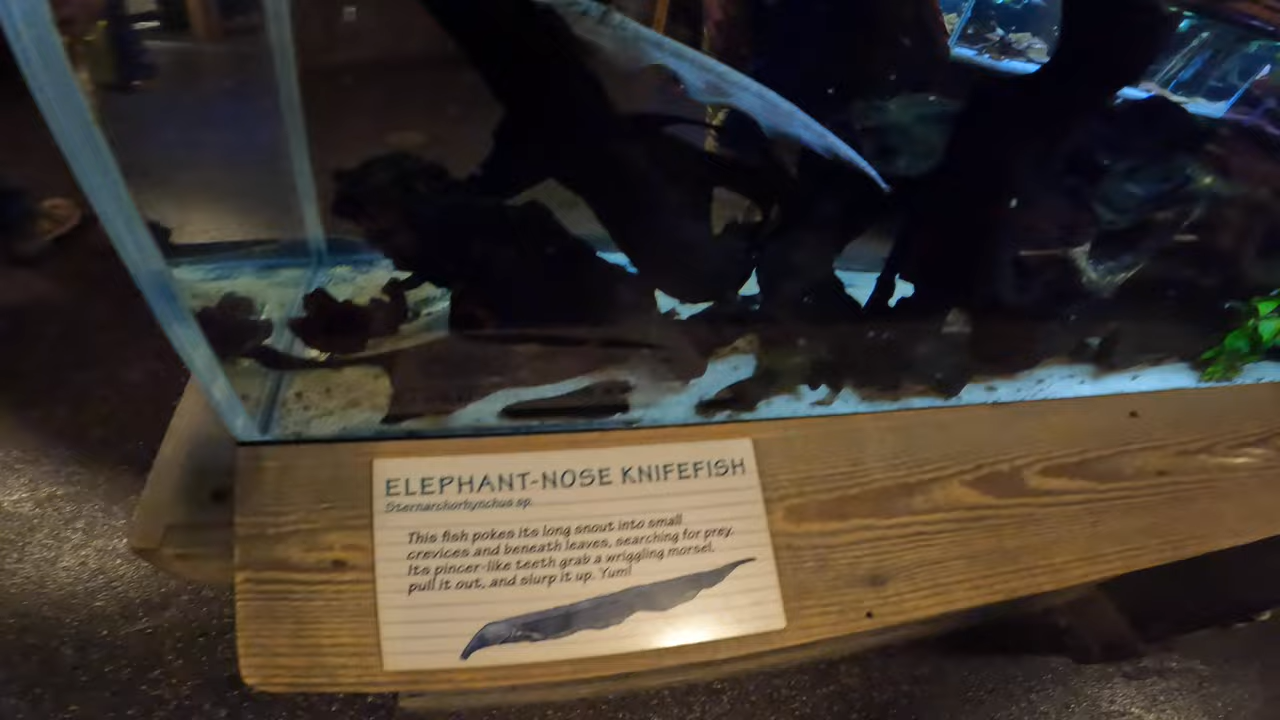 ELEPHANT-NOSE KNIFEFISH
Sternarchorhynchus sp.
This fish pokes its long snout into small
crevices and beneath leaves, searching for prey.
Its pincer-like teeth grab a wriggling morsel,
pull it out, and slurp it up. Yum!